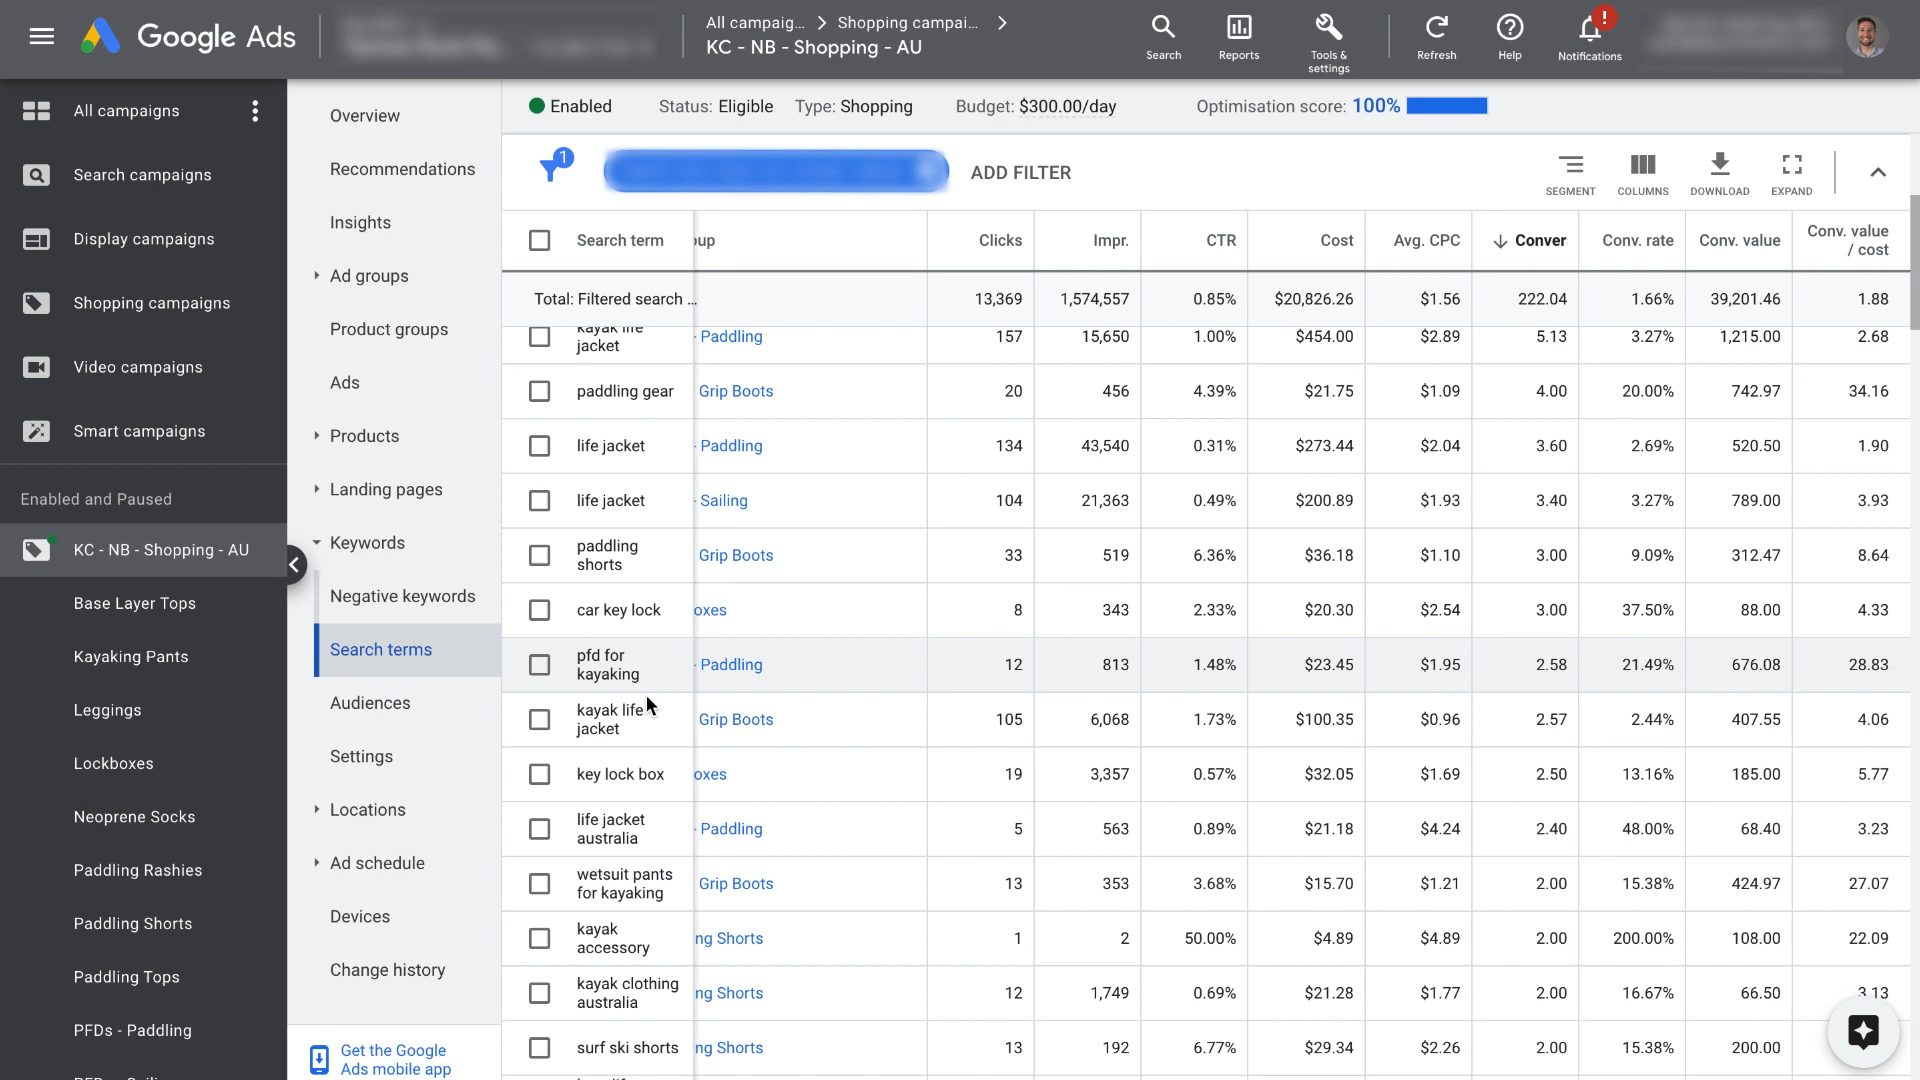 Google Ads
All campaig... > Shopping campai... >
KC - NB - Shopping - AU
Search
Reports
Tools & settings
Refresh
Help
!
Notifications
All campaigns
Search campaigns
Display campaigns
Shopping campaigns
Video campaigns
Smart campaigns
Enabled and Paused
KC - NB - Shopping - AU
Base Layer Tops
Kayaking Pants
Leggings
Lockboxes
Neoprene Socks
Paddling Rashies
Paddling Shorts
Paddling Tops
PFDs - Paddling
Overview
Recommendations
Insights
Ad groups
Product groups
Ads
Products
Landing pages
Keywords
Negative keywords
Search terms
Audiences
Settings
Locations
Ad schedule
Devices
Change history
Get the Google
Ads mobile app
Enabled Status: Eligible Type: Shopping Budget: $300.00/day Optimisation score: 100%
1
ADD FILTER
SEGMENT
COLUMNS
DOWNLOAD
EXPAND
Search term oup Clicks Impr. CTR Cost Avg. CPC Conver Conv. rate Conv. value Conv. value / cost
Total: Filtered search ... 13,369 1,574,557 0.85% $20,826.26 $1.56 222.04 1.66% 39,201.46 1.88
kayak life jacket - Paddling 157 15,650 1.00% $454.00 $2.89 5.13 3.27% 1,215.00 2.68
paddling gear Grip Boots 20 456 4.39% $21.75 $1.09 4.00 20.00% 742.97 34.16
life jacket - Paddling 134 43,540 0.31% $273.44 $2.04 3.60 2.69% 520.50 1.90
life jacket - Sailing 104 21,363 0.49% $200.89 $1.93 3.40 3.27% 789.00 3.93
paddling shorts Grip Boots 33 519 6.36% $36.18 $1.10 3.00 9.09% 312.47 8.64
car key lock oxes 8 343 2.33% $20.30 $2.54 3.00 37.50% 88.00 4.33
pfd for kayaking - Paddling 12 813 1.48% $23.45 $1.95 2.58 21.49% 676.08 28.83
kayak life jacket Grip Boots 105 6,068 1.73% $100.35 $0.96 2.57 2.44% 407.55 4.06
key lock box oxes 19 3,357 0.57% $32.05 $1.69 2.50 13.16% 185.00 5.77
life jacket australia - Paddling 5 563 0.89% $21.18 $4.24 2.40 48.00% 68.40 3.23
wetsuit pants for kayaking Grip Boots 13 353 3.68% $15.70 $1.21 2.00 15.38% 424.97 27.07
kayak accessory ng Shorts 1 2 50.00% $4.89 $4.89 2.00 200.00% 108.00 22.09
kayak clothing australia ng Shorts 12 1,749 0.69% $21.28 $1.77 2.00 16.67% 66.50 3.13
surf ski shorts ng Shorts 13 192 6.77% $29.34 $2.26 2.00 15.38% 200.00